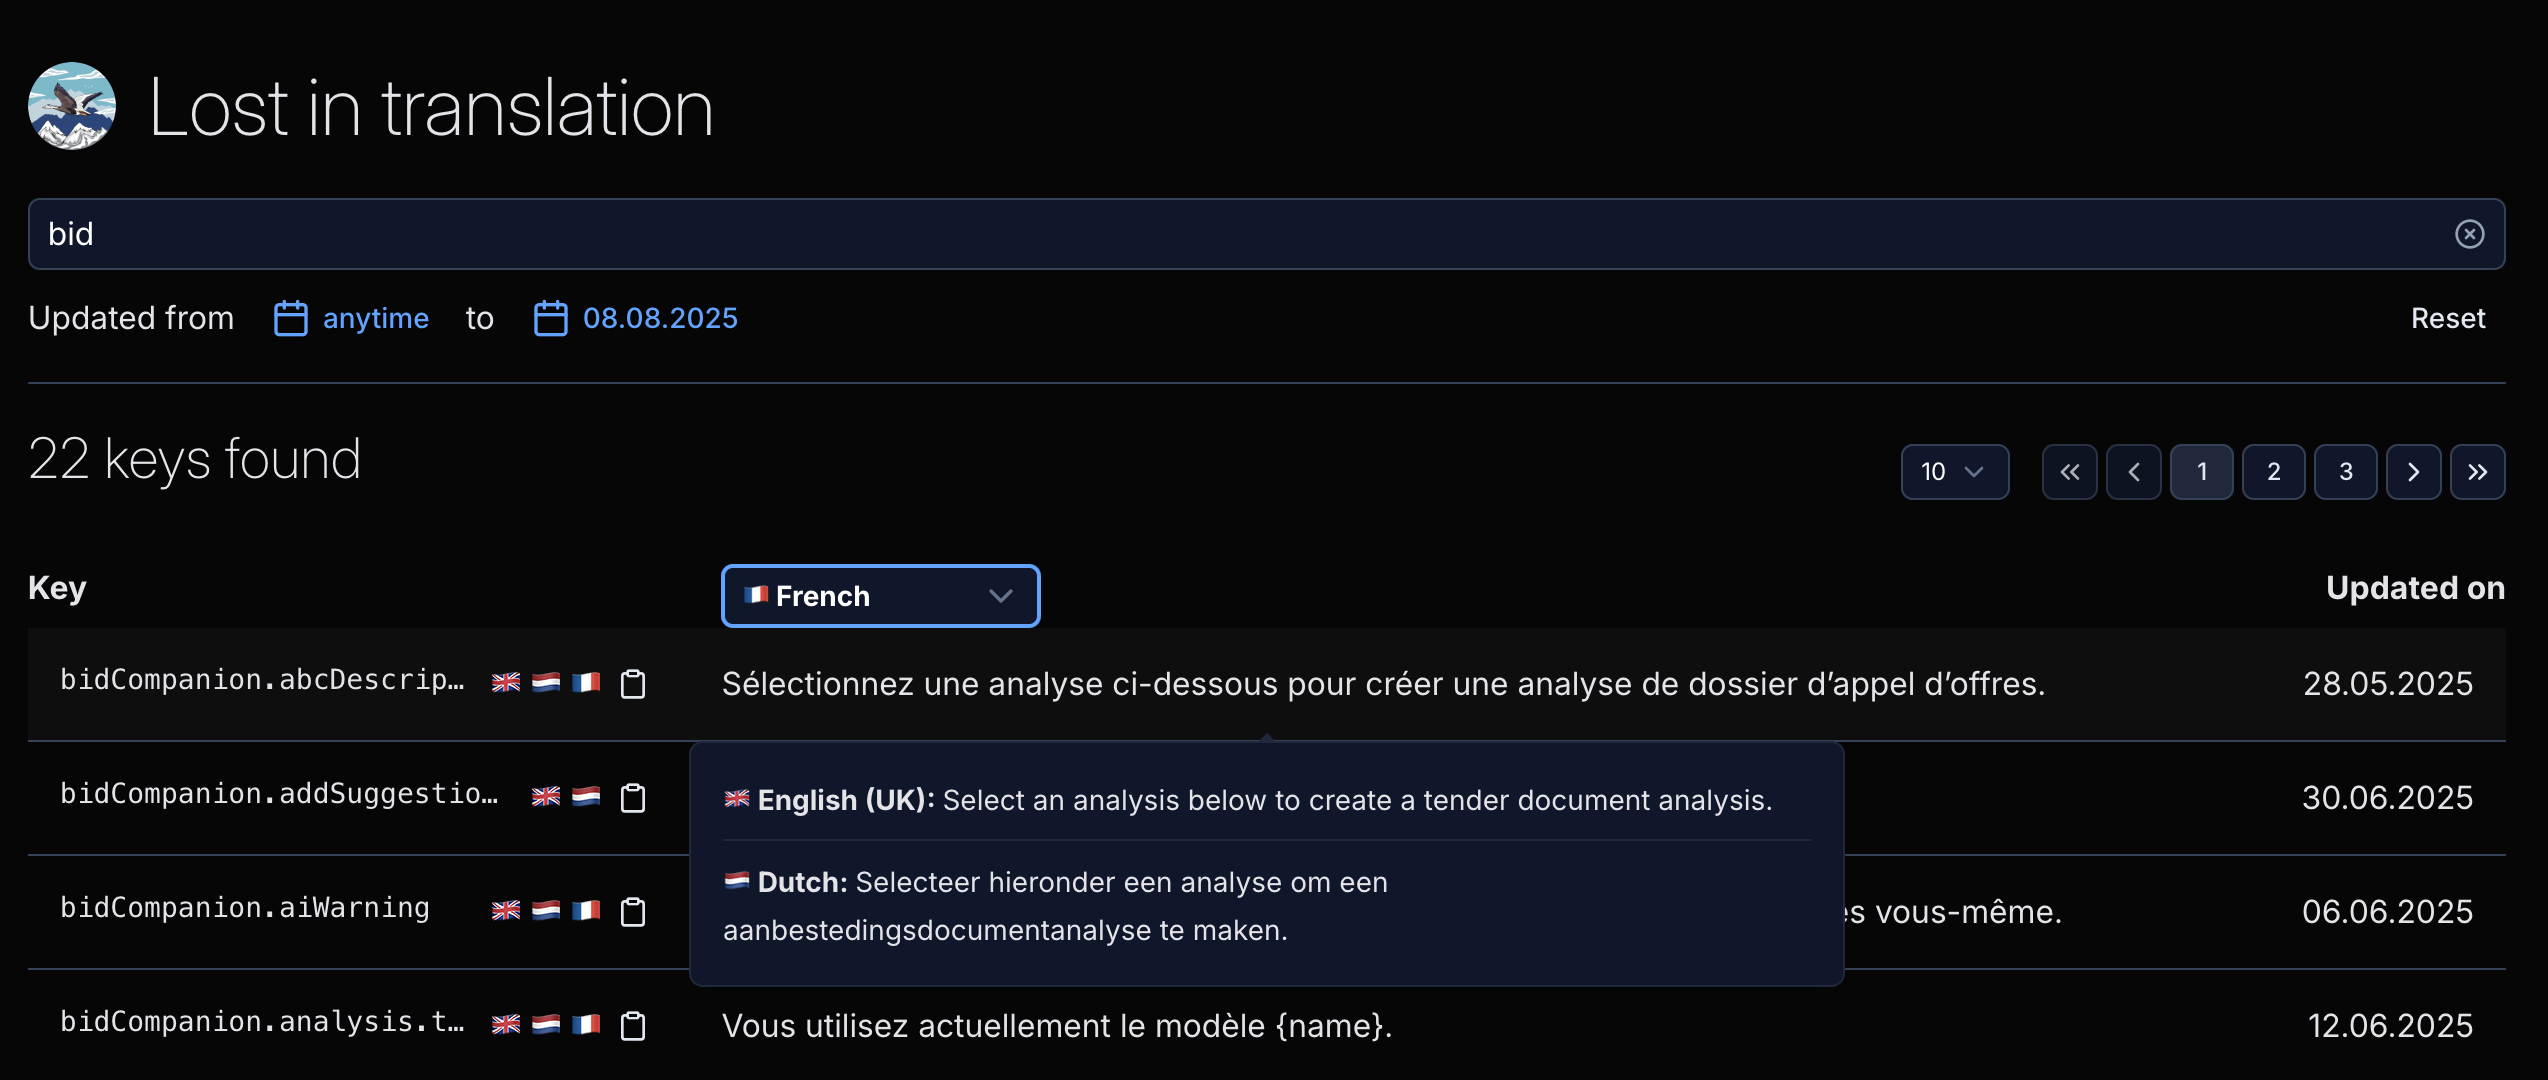 Lost in translation
bid
Updated from anytime to 08.08.2025 Reset
22 keys found
10 1 2 3
Key French Updated on
bidCompanion.abcDescrip… Sélectionnez une analyse ci-dessous pour créer une analyse de dossier d’appel d’offres. 28.05.2025
bidCompanion.addSuggestio… 30.06.2025
English (UK): Select an analysis below to create a tender document analysis.
Dutch: Selecteer hieronder een analyse om een
aanbestedingsdocumentanalyse te maken.
bidCompanion.aiWarning vous-même. 06.06.2025
bidCompanion.analysis.t… Vous utilisez actuellement le modèle {name}. 12.06.2025